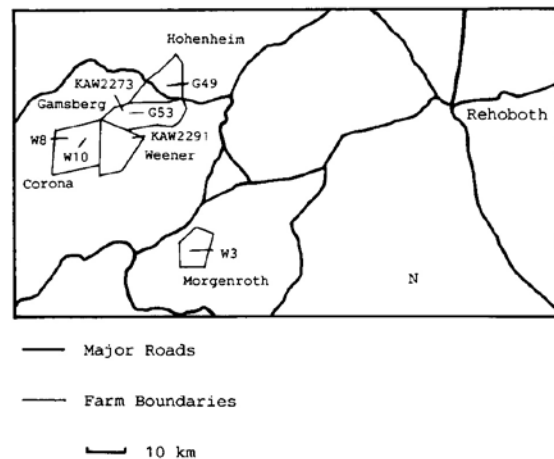 Hohenheim
KAW2273
G49
Gamsberg
G53
Rehoboth
W8
KAW2291
W10
Weener
Corona
W3
N
Morgenroth
Major Roads
Farm Boundaries
10 km